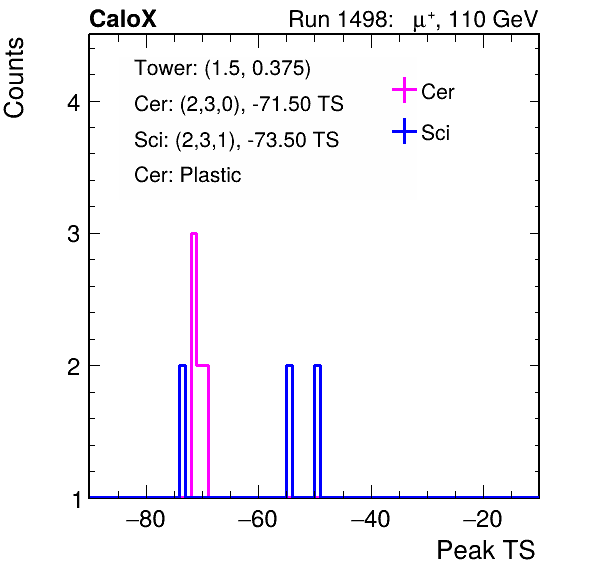 CaloX Run 1498: μ⁺, 110 GeV
Counts
Tower: (1.5, 0.375)
Cer: (2,3,0), -71.50 TS
Sci: (2,3,1), -73.50 TS
Cer: Plastic
Cer
Sci
4
3
2
1
−80 −60 −40 −20
Peak TS